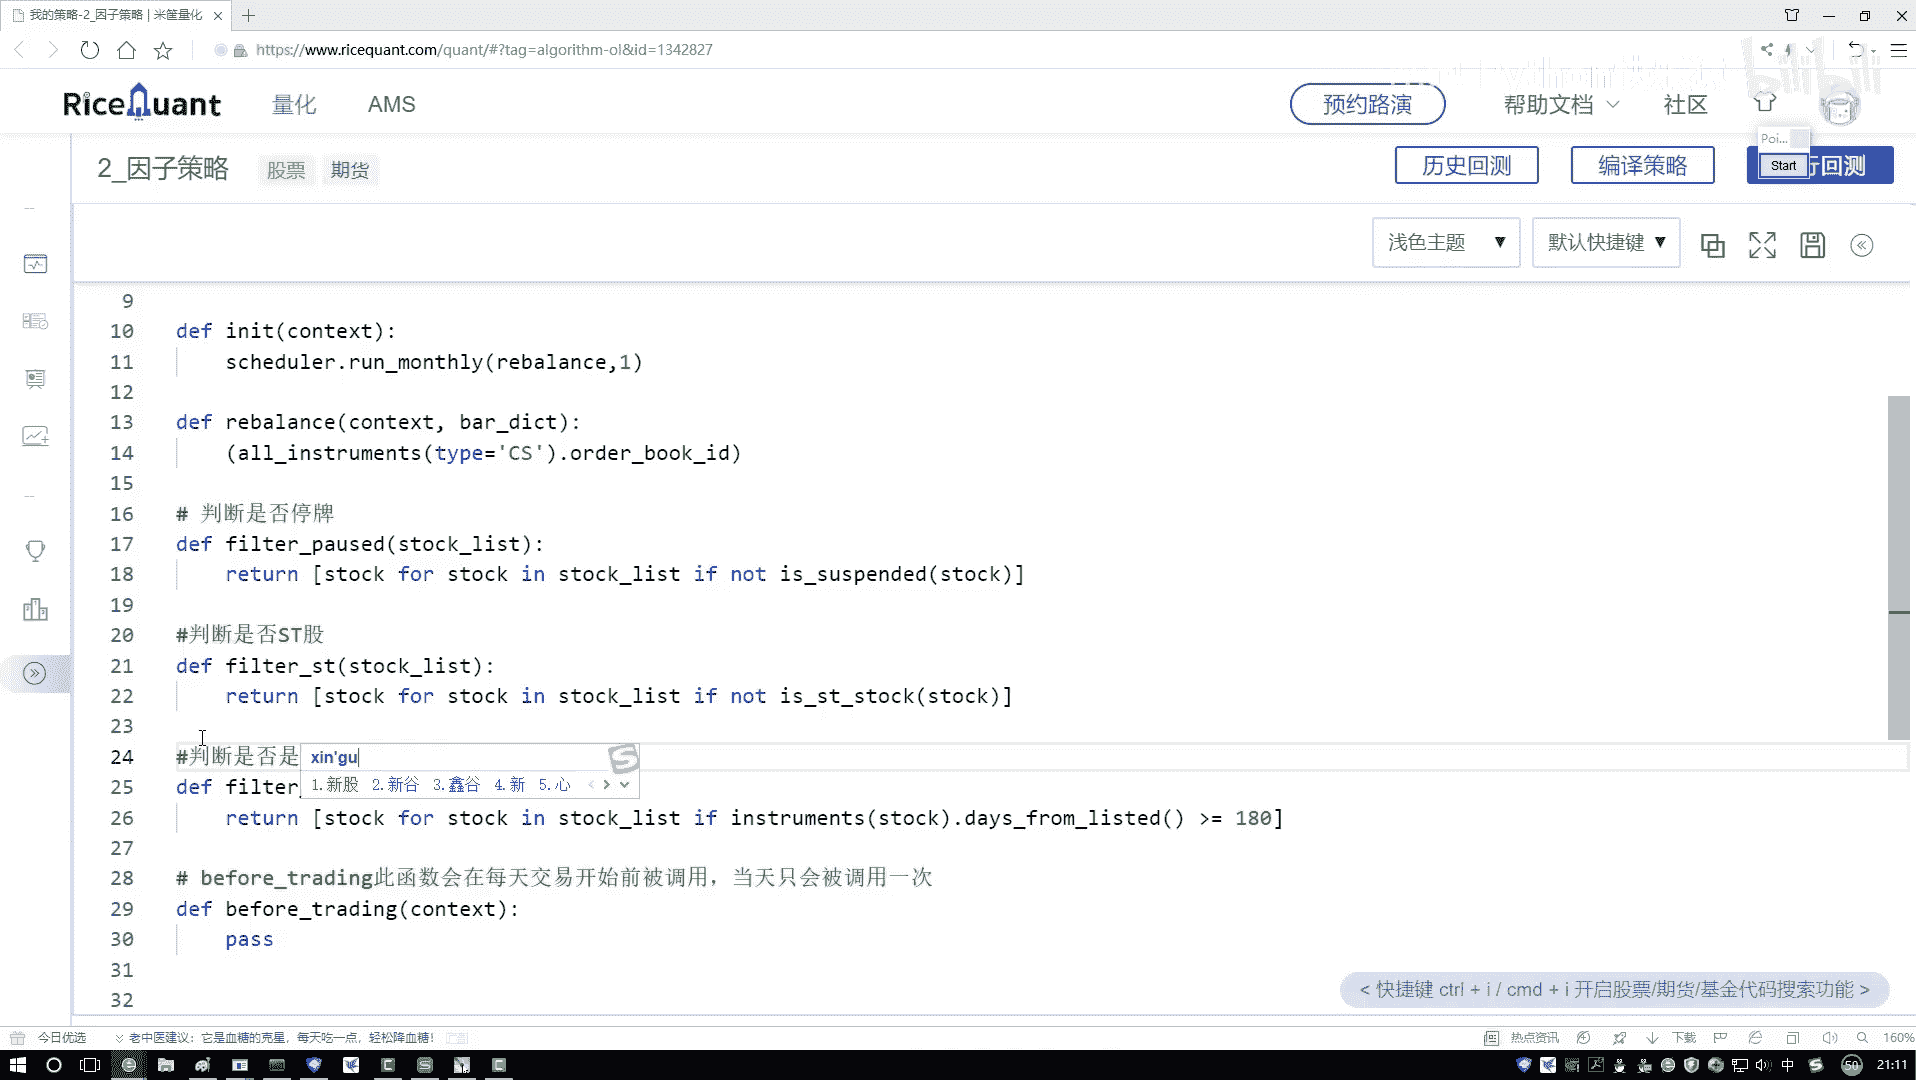 我的策略-2_因子策略 | 米筐量化
https://www.ricequant.com/quant/#?tag=algorithm-ol&id=1342827
RiceQuant 量化 AMS 预约路演 帮助文档 社区
Poi...
2_因子策略 股票 期货 历史回测 编译策略 Start 行回测
浅色主题 ▼ 默认快捷键 ▼
9
10 def init(context):
11 scheduler.run_monthly(rebalance,1)
12
13 def rebalance(context, bar_dict):
14 (all_instruments(type='CS').order_book_id)
15
16 # 判断是否停牌
17 def filter_paused(stock_list):
18 return [stock for stock in stock_list if not is_suspended(stock)]
19
20 #判断是否ST股
21 def filter_st(stock_list):
22 return [stock for stock in stock_list if not is_st_stock(stock)]
23
24 #判断是否是 xin'gu
1.新股 2.新谷 3.鑫谷 4.新 5.心
25 def filter_
26 return [stock for stock in stock_list if instruments(stock).days_from_listed() >= 180]
27
28 # before_trading此函数会在每天交易开始前被调用，当天只会被调用一次
29 def before_trading(context):
30 pass
31
32
< 快捷键 ctrl + i / cmd + i 开启股票/期货/基金代码搜索功能 >
今日优选 老中医建议：它是血糖的克星，每天吃一点，轻松降血糖！ 热点资讯 下载 160%
中 50 21:11